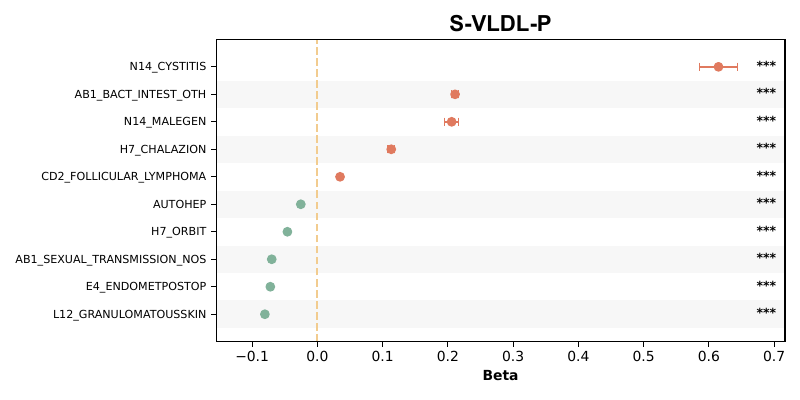 S-VLDL-P
N14_CYSTITIS ***
AB1_BACT_INTEST_OTH ***
N14_MALEGEN ***
H7_CHALAZION ***
CD2_FOLLICULAR_LYMPHOMA ***
AUTOHEP ***
H7_ORBIT ***
AB1_SEXUAL_TRANSMISSION_NOS ***
E4_ENDOMETPOSTOP ***
L12_GRANULOMATOUSSKIN ***
−0.1 0.0 0.1 0.2 0.3 0.4 0.5 0.6 0.7
Beta